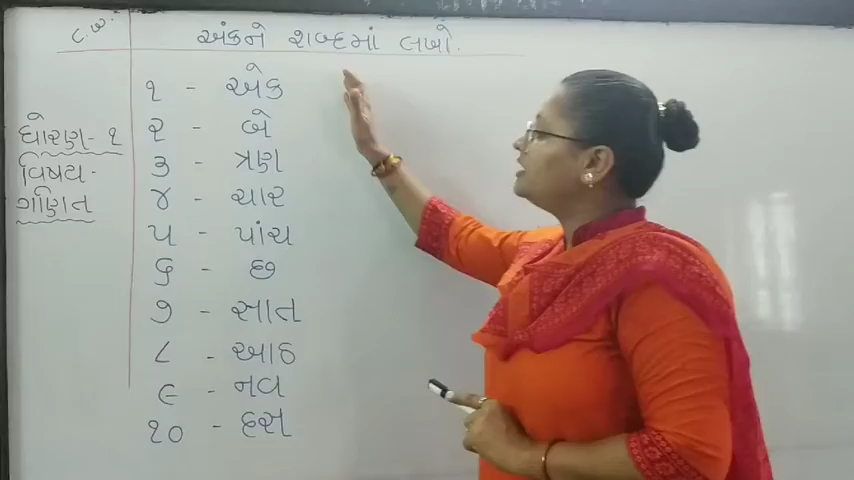 C.W.
અંકને શબ્દમાં લખો.
ધોરણ-૧
વિષય-
ગણિત
૧ - એક
૨ - બે
૩ - ત્રણ
૪ - ચાર
૫ - પાંચ
૬ - છ
૭ - સાત
૮ - આઠ
૯ - નવ
૧૦ - દસ